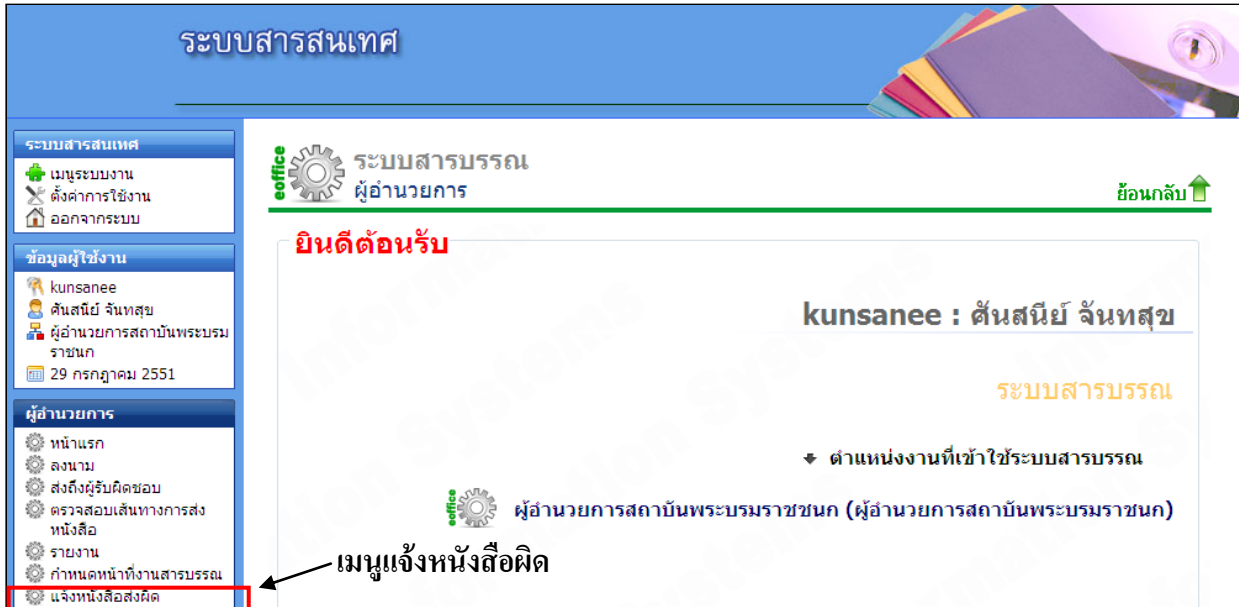 ระบบสารสนเทศ
ระบบสารสนเทศ
เมนูระบบงาน
ตั้งค่าการใช้งาน
ออกจากระบบ
ข้อมูลผู้ใช้งาน
kunsanee
ศันสนีย์ จันทสุข
ผู้อำนวยการสถาบันพระบรม
ราชนก
29 กรกฎาคม 2551
ผู้อำนวยการ
หน้าแรก
ลงนาม
ส่งถึงผู้รับผิดชอบ
ตรวจสอบเส้นทางการส่ง
หนังสือ
รายงาน
กำหนดหน้าที่งานสารบรรณ
แจ้งหนังสือส่งผิด
eoffice
ระบบสารบรรณ
ผู้อำนวยการ
ย้อนกลับ
ยินดีต้อนรับ
kunsanee : ศันสนีย์ จันทสุข
ระบบสารบรรณ
ตำแหน่งงานที่เข้าใช้ระบบสารบรรณ
eoffice
ผู้อำนวยการสถาบันพระบรมราชชนก (ผู้อำนวยการสถาบันพระบรมราชนก)
เมนูแจ้งหนังสือผิด